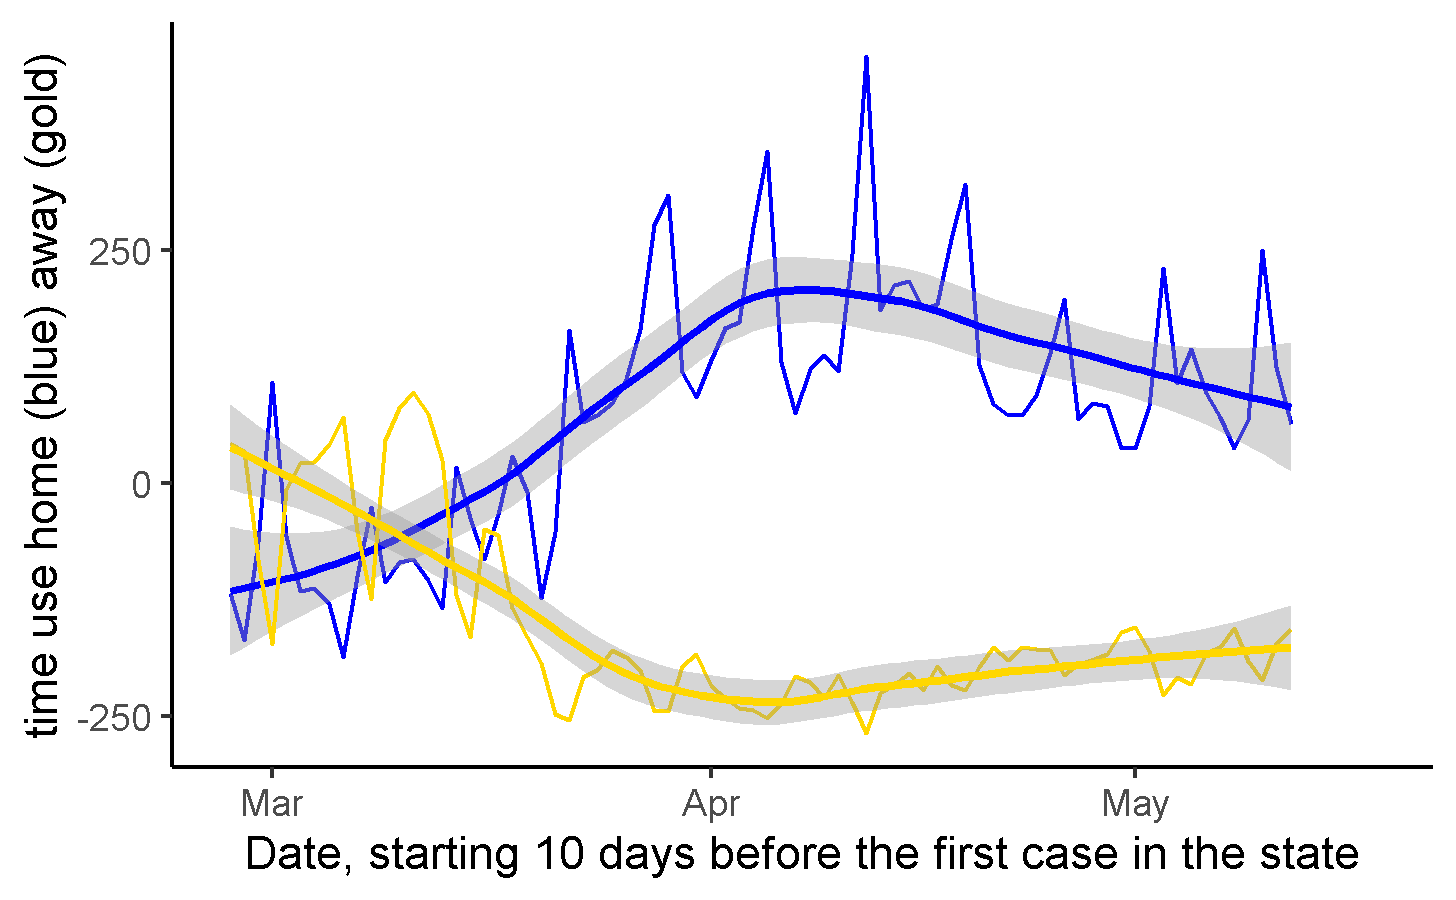 time use home (blue) away (gold)
250
0
-250
Mar
Apr
May
Date, starting 10 days before the first case in the state